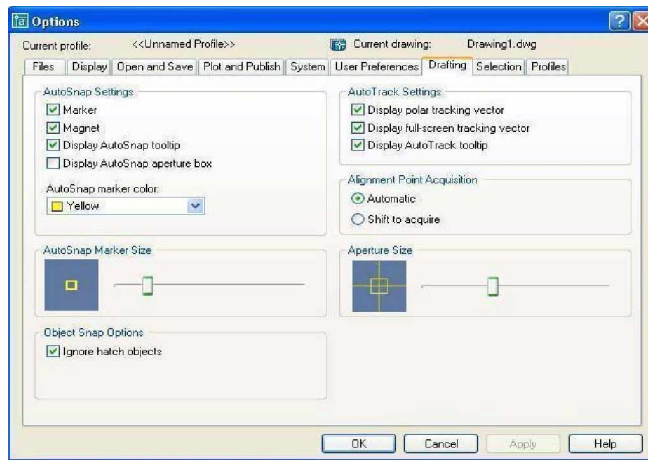 Options
Current profile: <<Unnamed Profile>> Current drawing: Drawing1.dwg
Files Display Open and Save Plot and Publish System User Preferences Drafting Selection Profiles
AutoSnap Settings
Marker
Magnet
Display AutoSnap tooltip
Display AutoSnap aperture box
AutoSnap marker color:
Yellow
AutoTrack Settings
Display polar tracking vector
Display full-screen tracking vector
Display AutoTrack tooltip
Alignment Point Acquisition
Automatic
Shift to acquire
AutoSnap Marker Size
Aperture Size
Object Snap Options
Ignore hatch objects
OK Cancel Apply Help